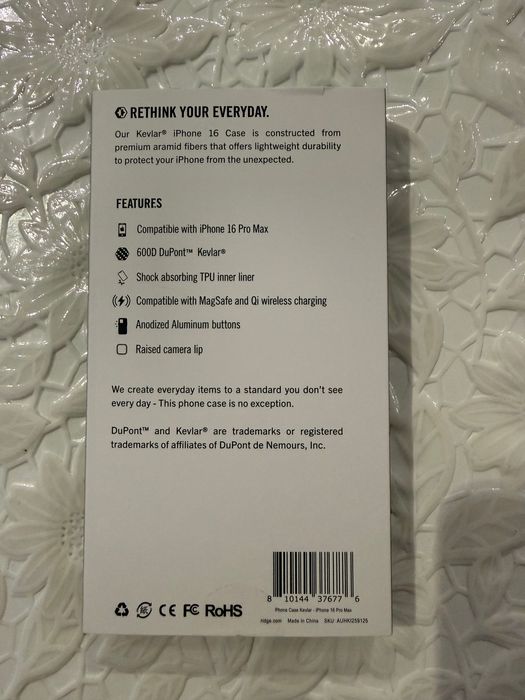 RETHINK YOUR EVERYDAY.
Our Kevlar® iPhone 16 Case is constructed from
premium aramid fibers that offers lightweight durability
to protect your iPhone from the unexpected.
FEATURES
Compatible with iPhone 16 Pro Max
600D DuPont™ Kevlar®
Shock absorbing TPU inner liner
Compatible with MagSafe and Qi wireless charging
Anodized Aluminum buttons
Raised camera lip
We create everyday items to a standard you don't see
every day - This phone case is no exception.
DuPont™ and Kevlar® are trademarks or registered
trademarks of affiliates of DuPont de Nemours, Inc.
8 10144 37677 6
Phone Case Kevlar - iPhone 16 Pro Max
CE FC RoHS
ridge.com Made in China SKU: AUHKI259125